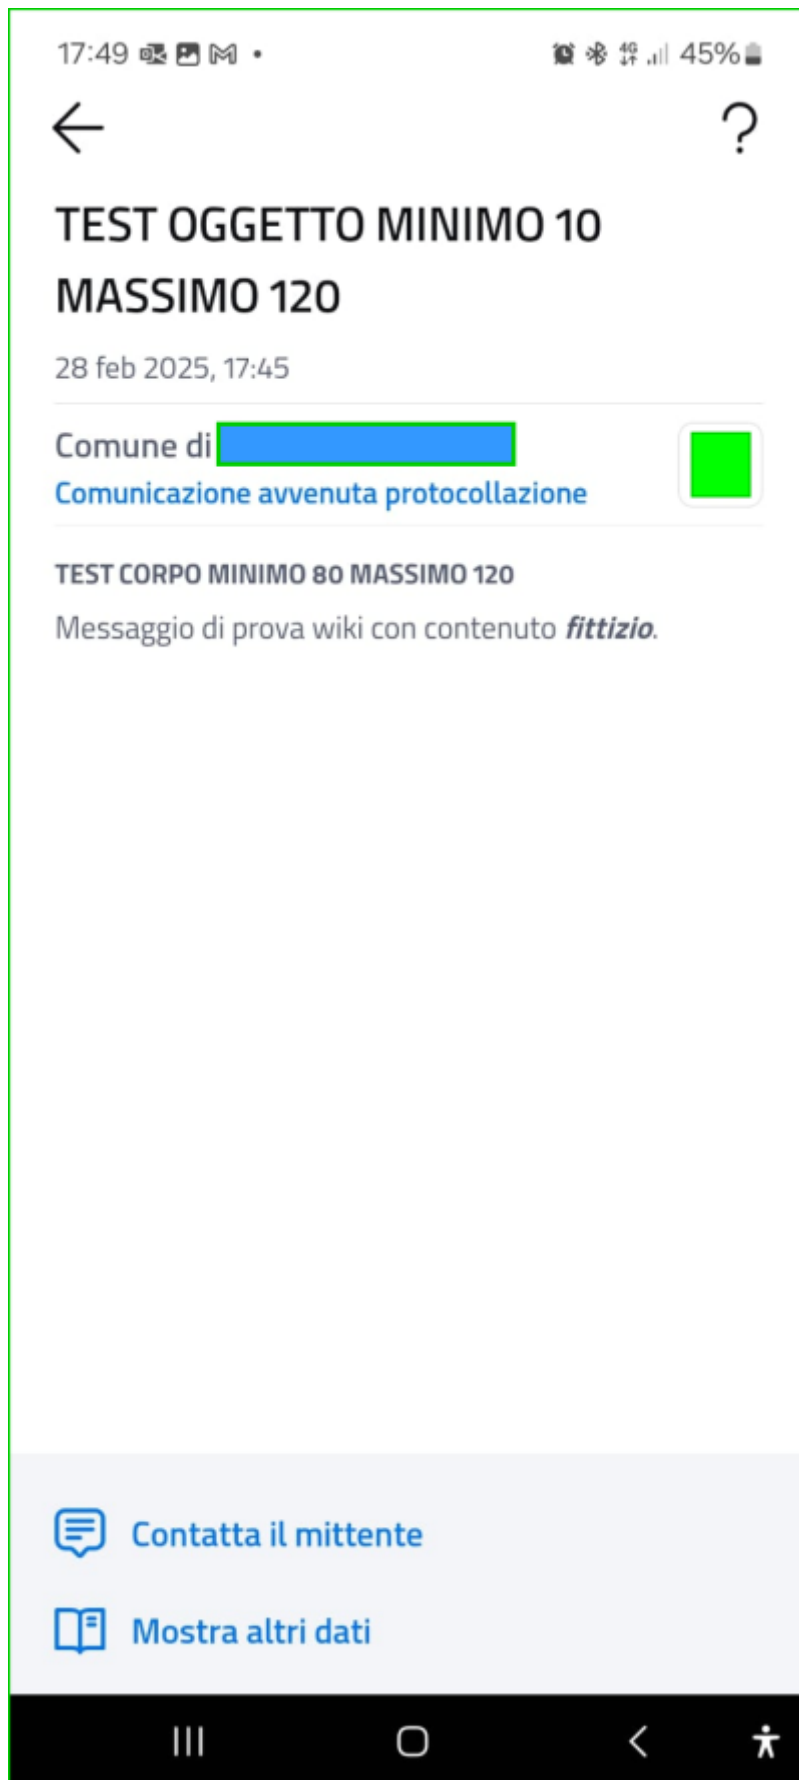 17:49
4G
45%
?
TEST OGGETTO MINIMO 10
MASSIMO 120
28 feb 2025, 17:45
Comune di
Comunicazione avvenuta protocollazione
TEST CORPO MINIMO 80 MASSIMO 120
Messaggio di prova wiki con contenuto fittizio.
Contatta il mittente
Mostra altri dati